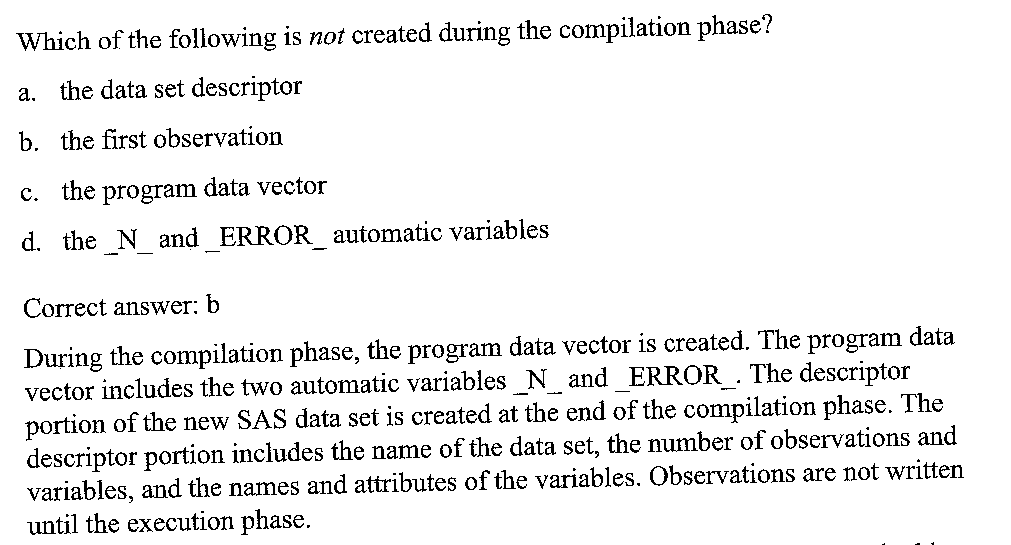 Which of the following is not created during the compilation phase?
a. the data set descriptor
b. the first observation
c. the program data vector
d. the _N_ and _ERROR_ automatic variables
Correct answer: b
During the compilation phase, the program data vector is created. The program data
vector includes the two automatic variables _N_ and _ERROR_. The descriptor
portion of the new SAS data set is created at the end of the compilation phase. The
descriptor portion includes the name of the data set, the number of observations and
variables, and the names and attributes of the variables. Observations are not written
until the execution phase.